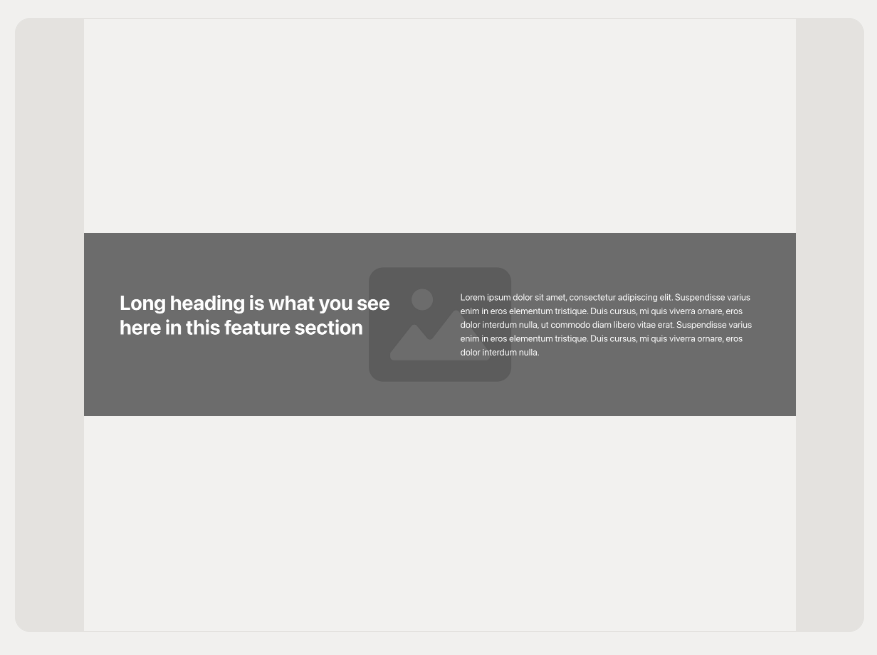 Long heading is what you see
here in this feature section
Lorem ipsum dolor sit amet, consectetur adipiscing elit. Suspendisse varius
enim in eros elementum tristique. Duis cursus, mi quis viverra ornare, eros
dolor interdum nulla, ut commodo diam libero vitae erat. Suspendisse varius
enim in eros elementum tristique. Duis cursus, mi quis viverra ornare, eros
dolor interdum nulla.